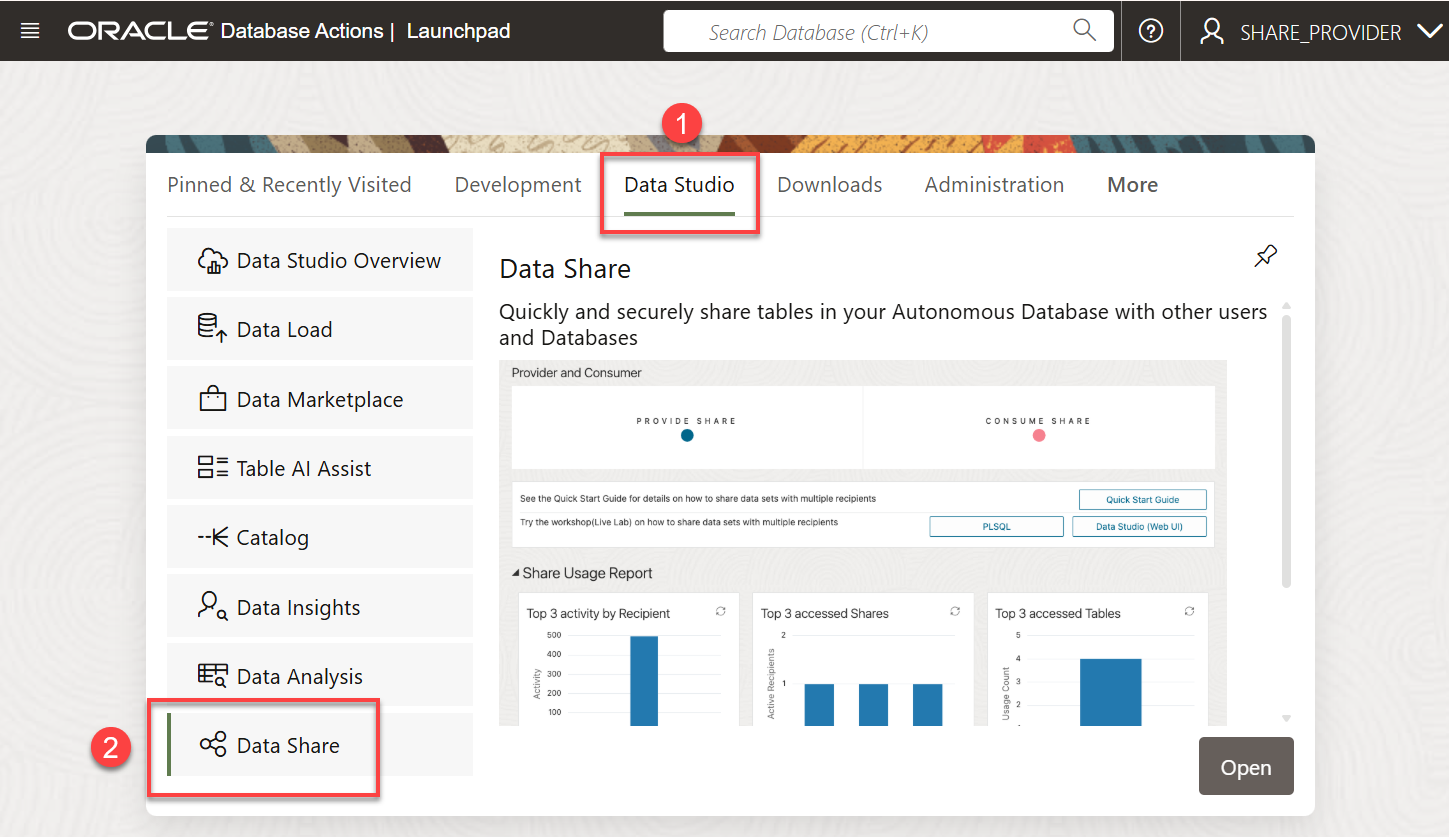 ORACLE® Database Actions | Launchpad
Search Database (Ctrl+K)
?
SHARE_PROVIDER
1
Pinned & Recently Visited
Development
Data Studio
Downloads
Administration
More
Data Studio Overview
Data Load
Data Marketplace
Table AI Assist
Catalog
Data Insights
Data Analysis
2
Data Share
Data Share
Quickly and securely share tables in your Autonomous Database with other users
and Databases
Provider and Consumer
PROVIDE SHARE
CONSUME SHARE
See the Quick Start Guide for details on how to share data sets with multiple recipients
Quick Start Guide
Try the workshop(Live Lab) on how to share data sets with multiple recipients
PLSQL
Data Studio (Web UI)
Share Usage Report
Top 3 activity by Recipient
500
400
300
200
100
Activity
Top 3 accessed Shares
2
1
Active Recipients
Top 3 accessed Tables
5
4
3
2
Usage Count
Open